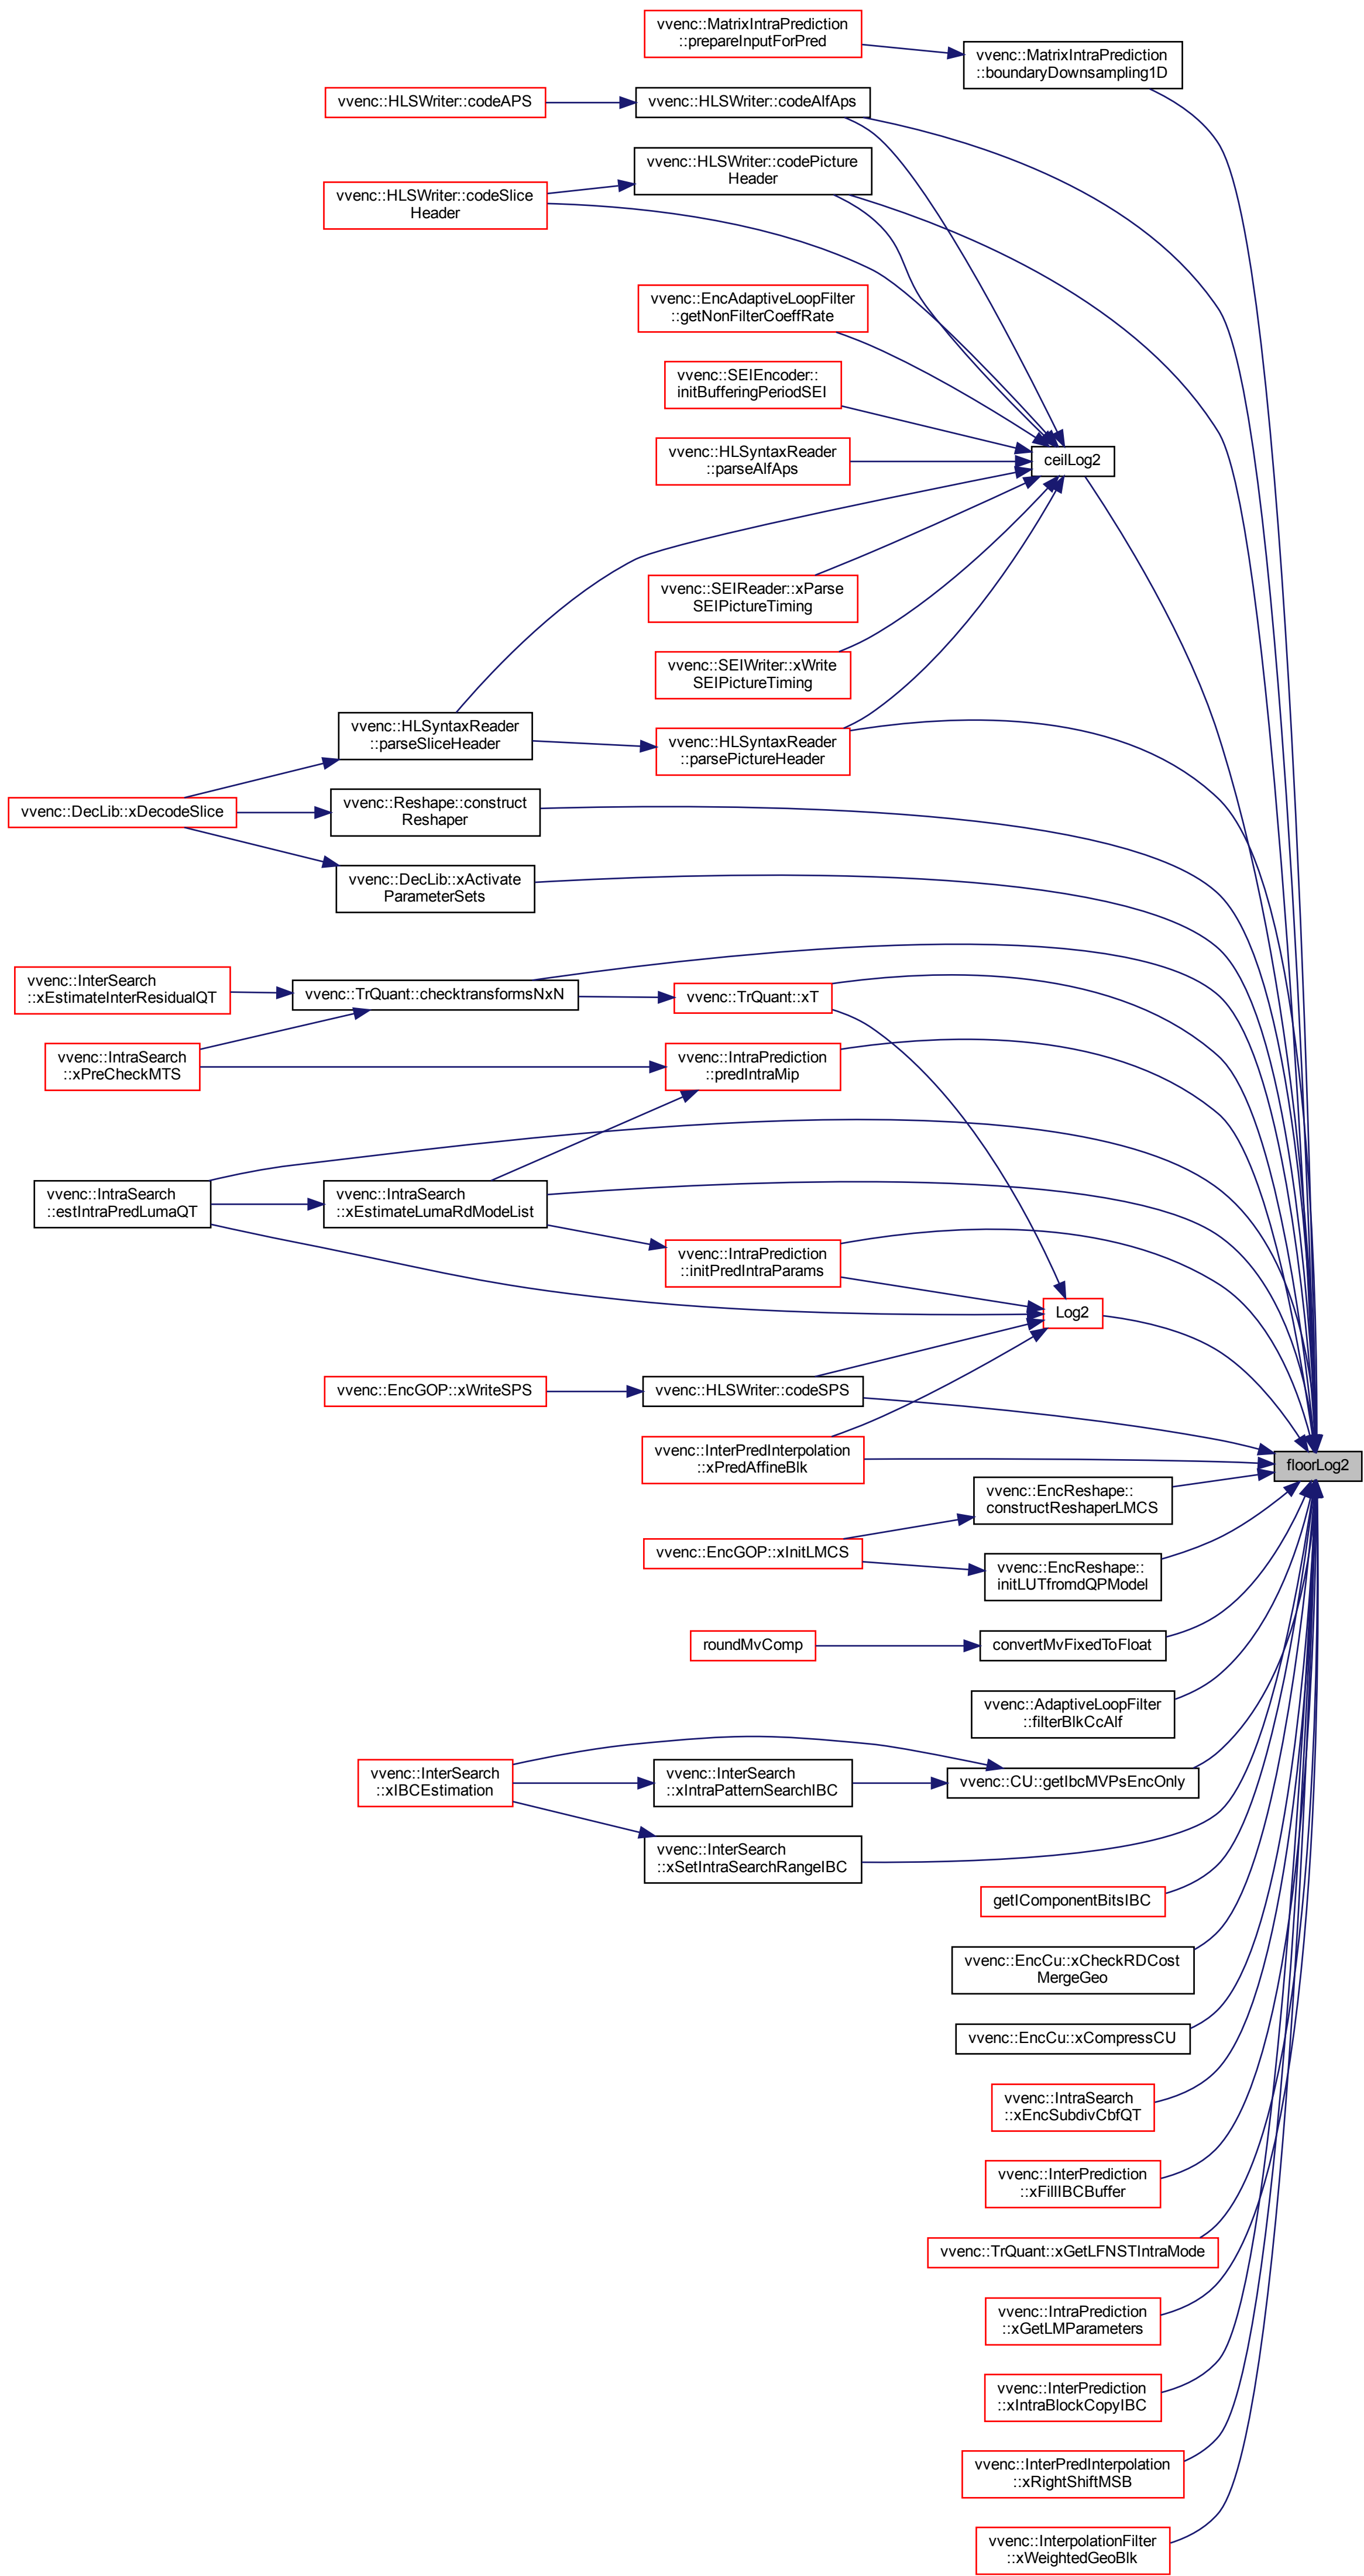 vvenc::MatrixIntraPrediction
::prepareInputForPred
vvenc::MatrixIntraPrediction
::boundaryDownsampling1D
vvenc::HLSWriter::codeAPS
vvenc::HLSWriter::codeAlfAps
vvenc::HLSWriter::codePicture
Header
vvenc::HLSWriter::codeSlice
Header
vvenc::EncAdaptiveLoopFilter
::getNonFilterCoeffRate
vvenc::SEIEncoder::
initBufferingPeriodSEI
vvenc::HLSyntaxReader
::parseAlfAps
ceilLog2
vvenc::SEIReader::xParse
SEIPictureTiming
vvenc::SEIWriter::xWrite
SEIPictureTiming
vvenc::HLSyntaxReader
::parseSliceHeader
vvenc::HLSyntaxReader
::parsePictureHeader
vvenc::DecLib::xDecodeSlice
vvenc::Reshape::construct
Reshaper
vvenc::DecLib::xActivate
ParameterSets
vvenc::InterSearch
::xEstimateInterResidualQT
vvenc::TrQuant::checktransformsNxN
vvenc::TrQuant::xT
vvenc::IntraSearch
::xPreCheckMTS
vvenc::IntraPrediction
::predIntraMip
vvenc::IntraSearch
::estIntraPredLumaQT
vvenc::IntraSearch
::xEstimateLumaRdModeList
vvenc::IntraPrediction
::initPredIntraParams
Log2
vvenc::EncGOP::xWriteSPS
vvenc::HLSWriter::codeSPS
vvenc::InterPredInterpolation
::xPredAffineBlk
floorLog2
vvenc::EncReshape::
constructReshaperLMCS
vvenc::EncGOP::xInitLMCS
vvenc::EncReshape::
initLUTfromdQPModel
roundMvComp
convertMvFixedToFloat
vvenc::AdaptiveLoopFilter
::filterBlkCcAlf
vvenc::InterSearch
::xIBCEstimation
vvenc::InterSearch
::xIntraPatternSearchIBC
vvenc::CU::getIbcMVPsEncOnly
vvenc::InterSearch
::xSetIntraSearchRangeIBC
getIComponentBitsIBC
vvenc::EncCu::xCheckRDCost
MergeGeo
vvenc::EncCu::xCompressCU
vvenc::IntraSearch
::xEncSubdivCbfQT
vvenc::InterPrediction
::xFillIBCBuffer
vvenc::TrQuant::xGetLFNSTIntraMode
vvenc::IntraPrediction
::xGetLMParameters
vvenc::InterPrediction
::xIntraBlockCopyIBC
vvenc::InterPredInterpolation
::xRightShiftMSB
vvenc::InterpolationFilter
::xWeightedGeoBlk